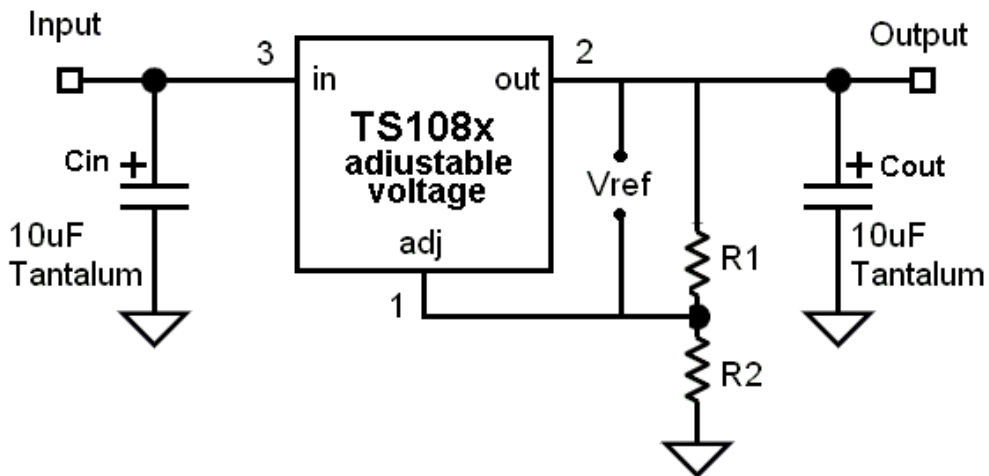 Input
Output
3
2
in
out
TS108x
adjustable
voltage
adj
1
Cin +
10uF
Tantalum
Vref
R1
R2
+ Cout
10uF
Tantalum